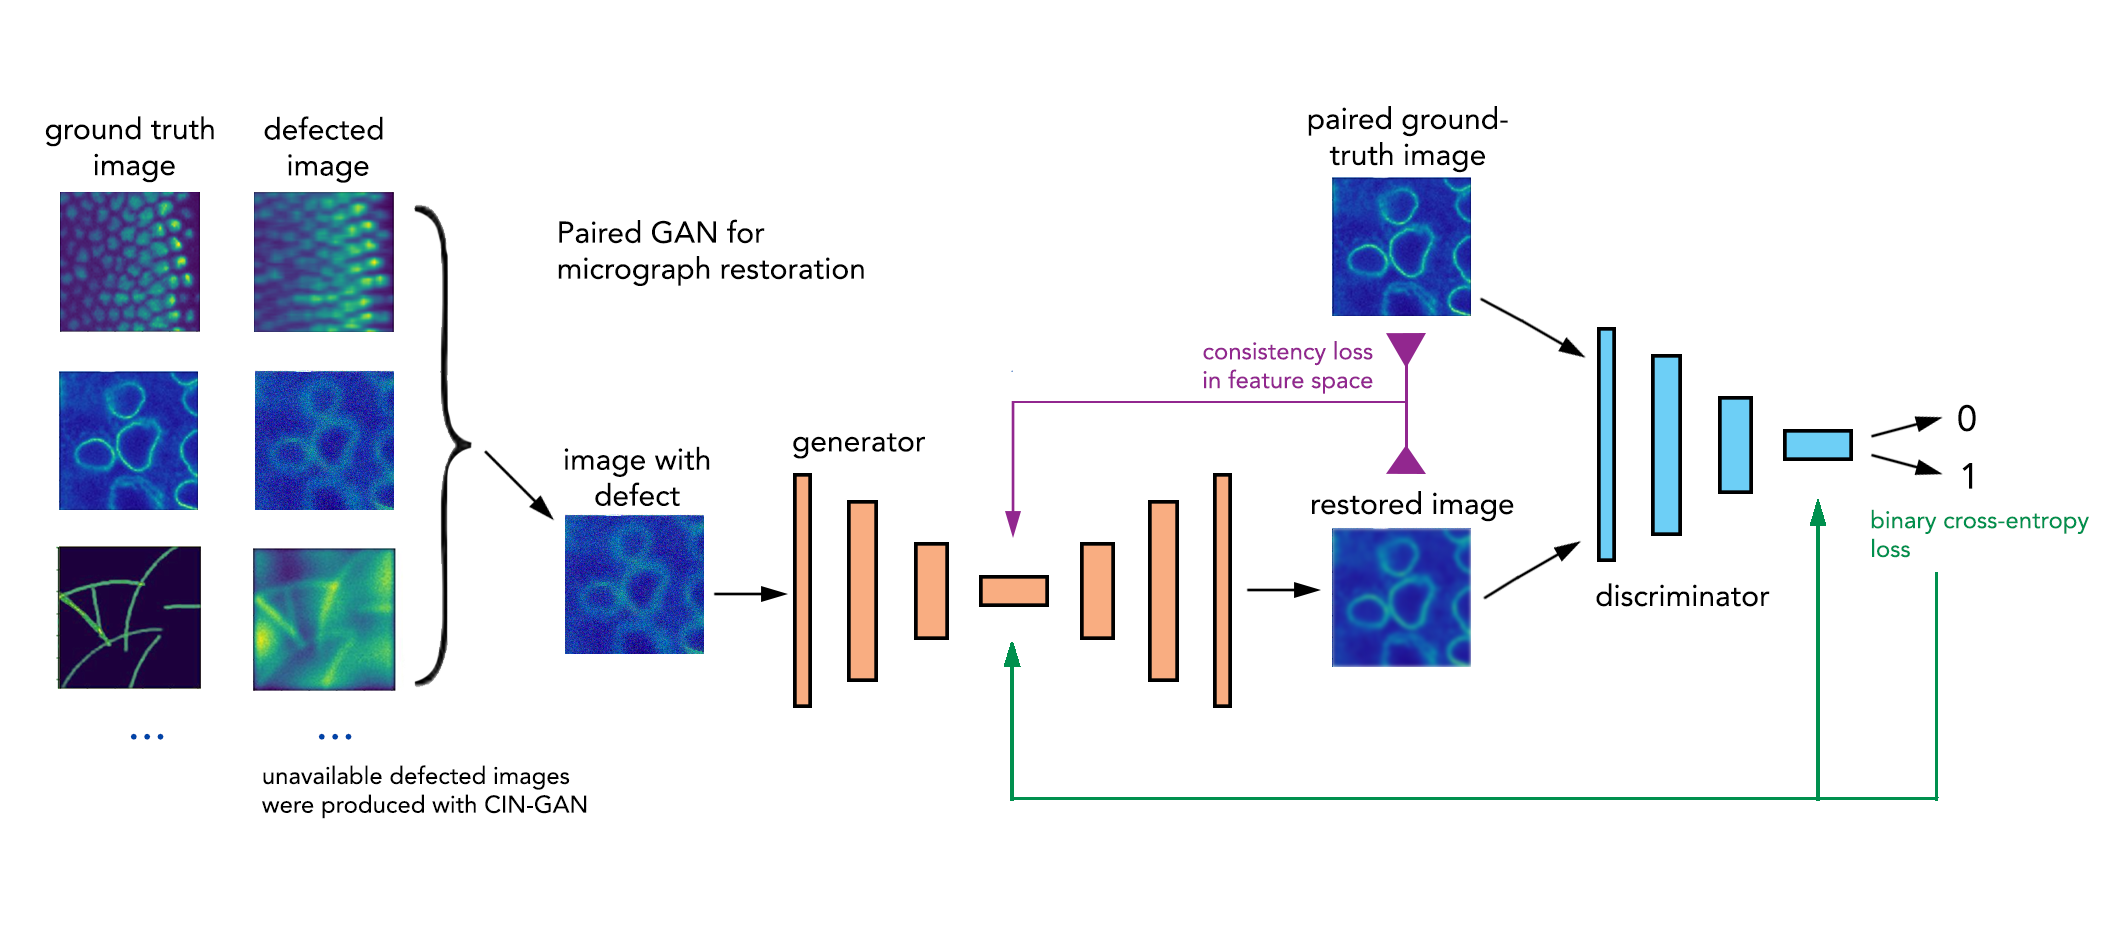 ground truth
image
defected
image
Paired GAN for
micrograph restoration
paired ground-
truth image
consistency loss
in feature space
generator
image with
defect
restored image
0
1
binary cross-entropy
loss
discriminator
...
...
unavailable defected images
were produced with CIN-GAN